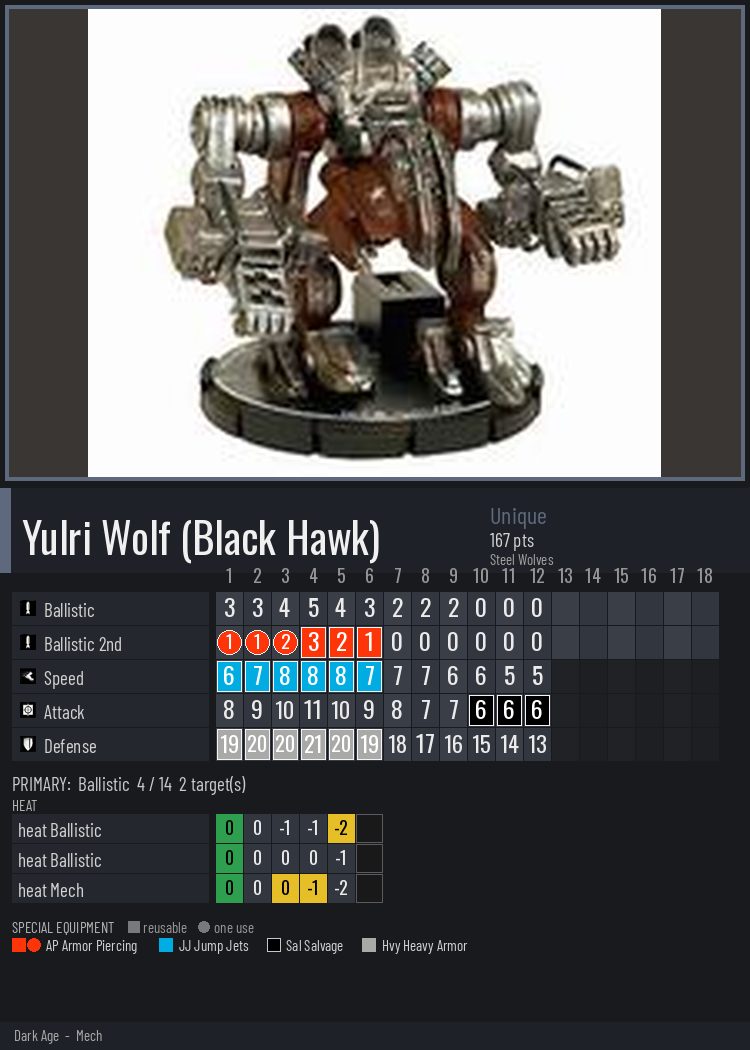 Yulri Wolf (Black Hawk)
Unique
167 pts
Steel Wolves
1 2 3 4 5 6 7 8 9 10 11 12 13 14 15 16 17 18
Ballistic 3 3 4 5 4 3 2 2 2 0 0 0
Ballistic 2nd 1 1 2 3 2 1 0 0 0 0 0 0
Speed 6 7 8 8 8 7 7 7 6 6 5 5
Attack 8 9 10 11 10 9 8 7 7 6 6 6
Defense 19 20 20 21 20 19 18 17 16 15 14 13
PRIMARY: Ballistic 4 / 14 2 target(s)
HEAT
heat Ballistic 0 0 -1 -1 -2
heat Ballistic 0 0 0 0 -1
heat Mech 0 0 0 -1 -2
SPECIAL EQUIPMENT reusable one use
AP Armor Piercing JJ Jump Jets Sal Salvage Hvy Heavy Armor
Dark Age - Mech